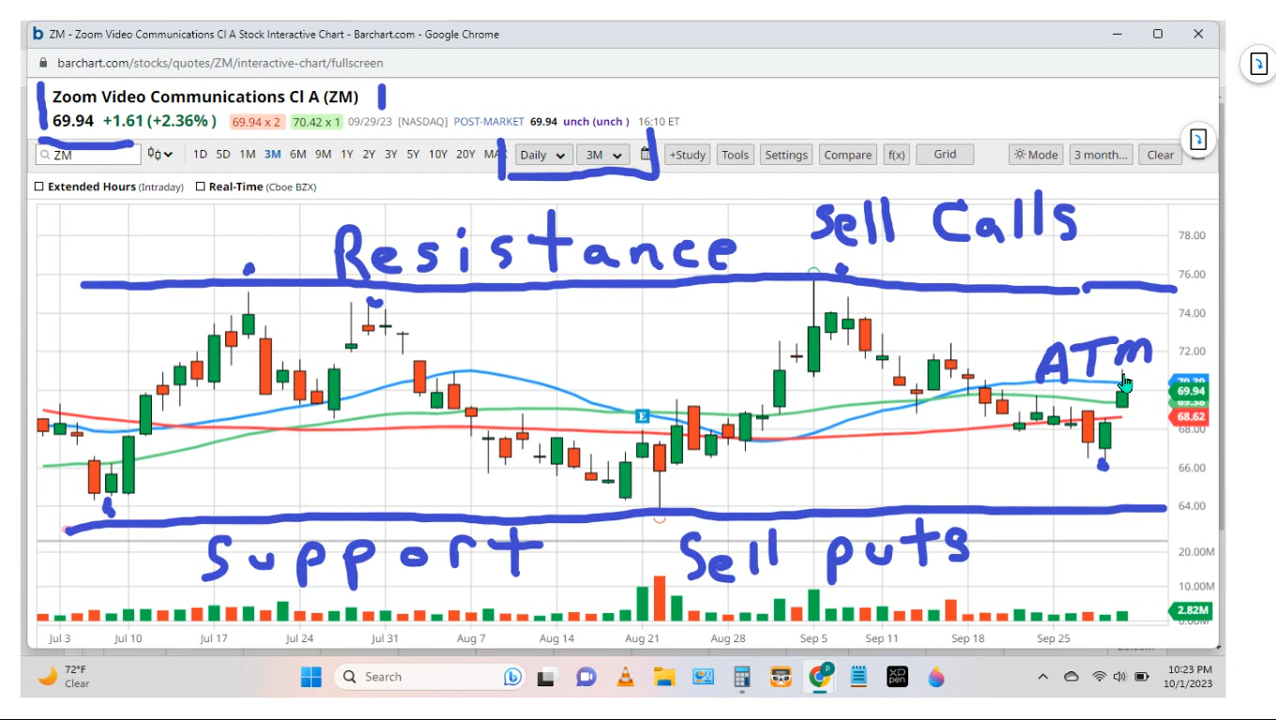 ZM - Zoom Video Communications Cl A Stock Interactive Chart - Barchart.com - Google Chrome
barchart.com/stocks/quotes/ZM/interactive-chart/fullscreen
Zoom Video Communications Cl A (ZM)
69.94 +1.61 (+2.36%) 69.94 x 2 70.42 x 1 09/29/23 [NASDAQ] POST-MARKET 69.94 unch (unch) 16:10 ET
ZM 1D 5D 1M 3M 6M 9M 1Y 2Y 3Y 5Y 10Y 20Y Daily 3M +Study Tools Settings Compare f(x) Grid Mode 3 month... Clear
Extended Hours (Intraday) Real-Time (Cboe BZX)
Sell Calls
Resistance
78.00
76.00
74.00
72.00
ATM
69.94
68.62
68.00
E
66.00
64.00
Support Sell puts
20.00M
10.00M
2.82M
Jul 3 Jul 10 Jul 17 Jul 24 Jul 31 Aug 7 Aug 14 Aug 21 Aug 28 Sep 5 Sep 11 Sep 18 Sep 25
72°F
Clear
Search
XP
PEN
10:23 PM
10/1/2023